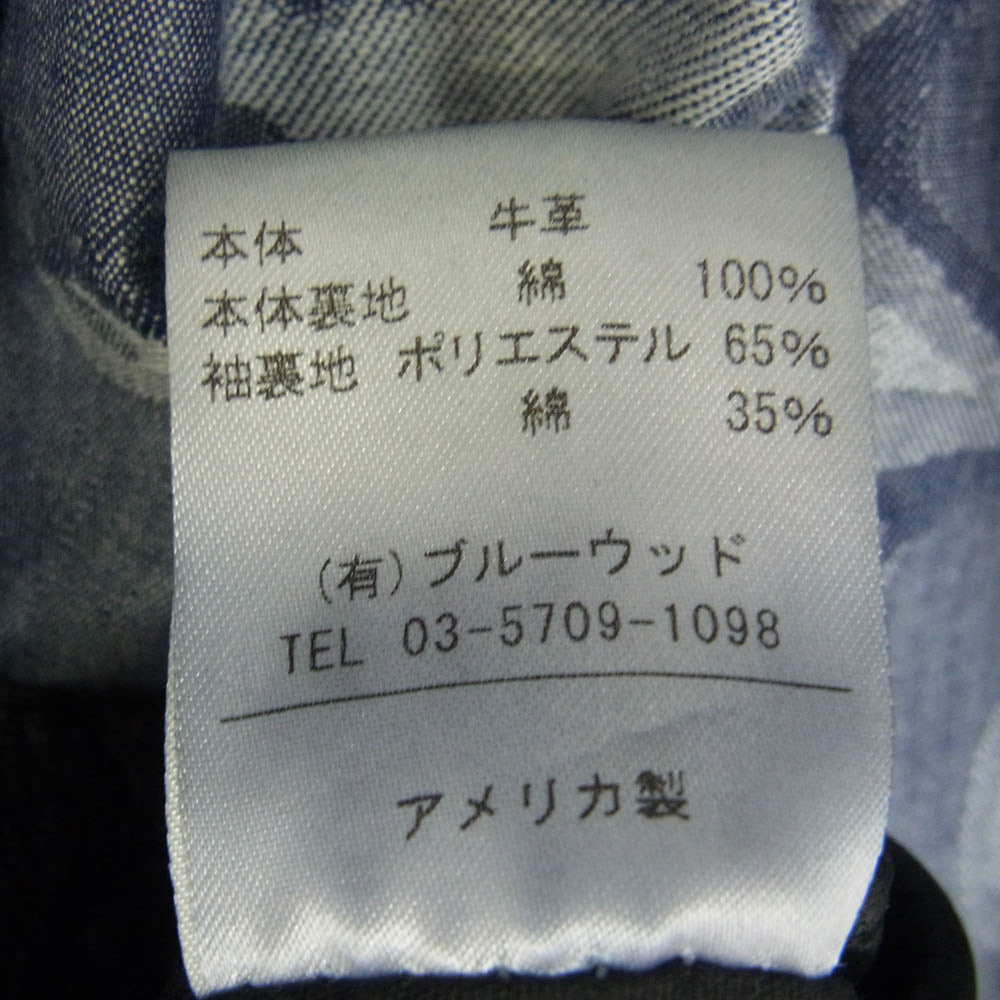 本体 牛革
本体裏地 綿 100%
袖裏地 ポリエステル 65%
綿 35%
(有)ブルーウッド
TEL 03-5709-1098
アメリカ製